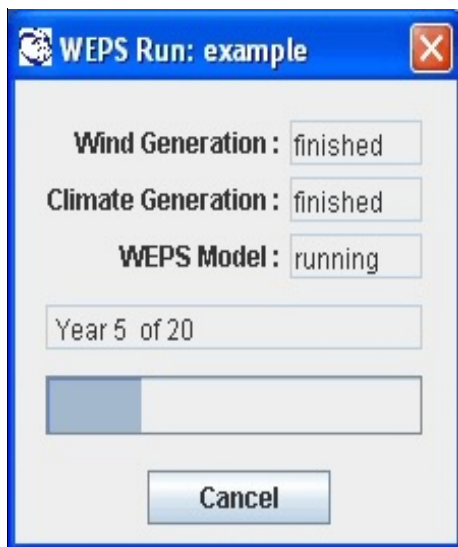 WEPS Run: example
Wind Generation : finished
Climate Generation : finished
WEPS Model : running
Year 5 of 20
Cancel